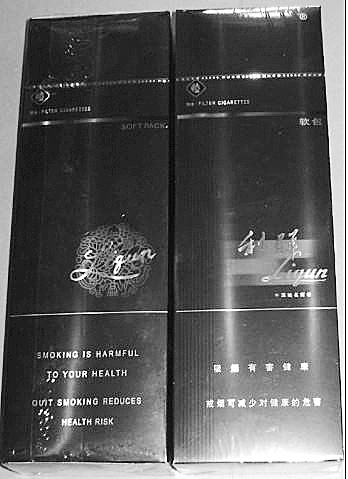 FILTER CIGARETTES
SOFT PACK
Liqun
SMOKING IS HARMFUL
TO YOUR HEALTH
QUIT SMOKING REDUCES
HEALTH RISK
®
FILTER CIGARETTES
软包
利群
Liqun
吸烟有害健康
戒烟可减少对健康的危害